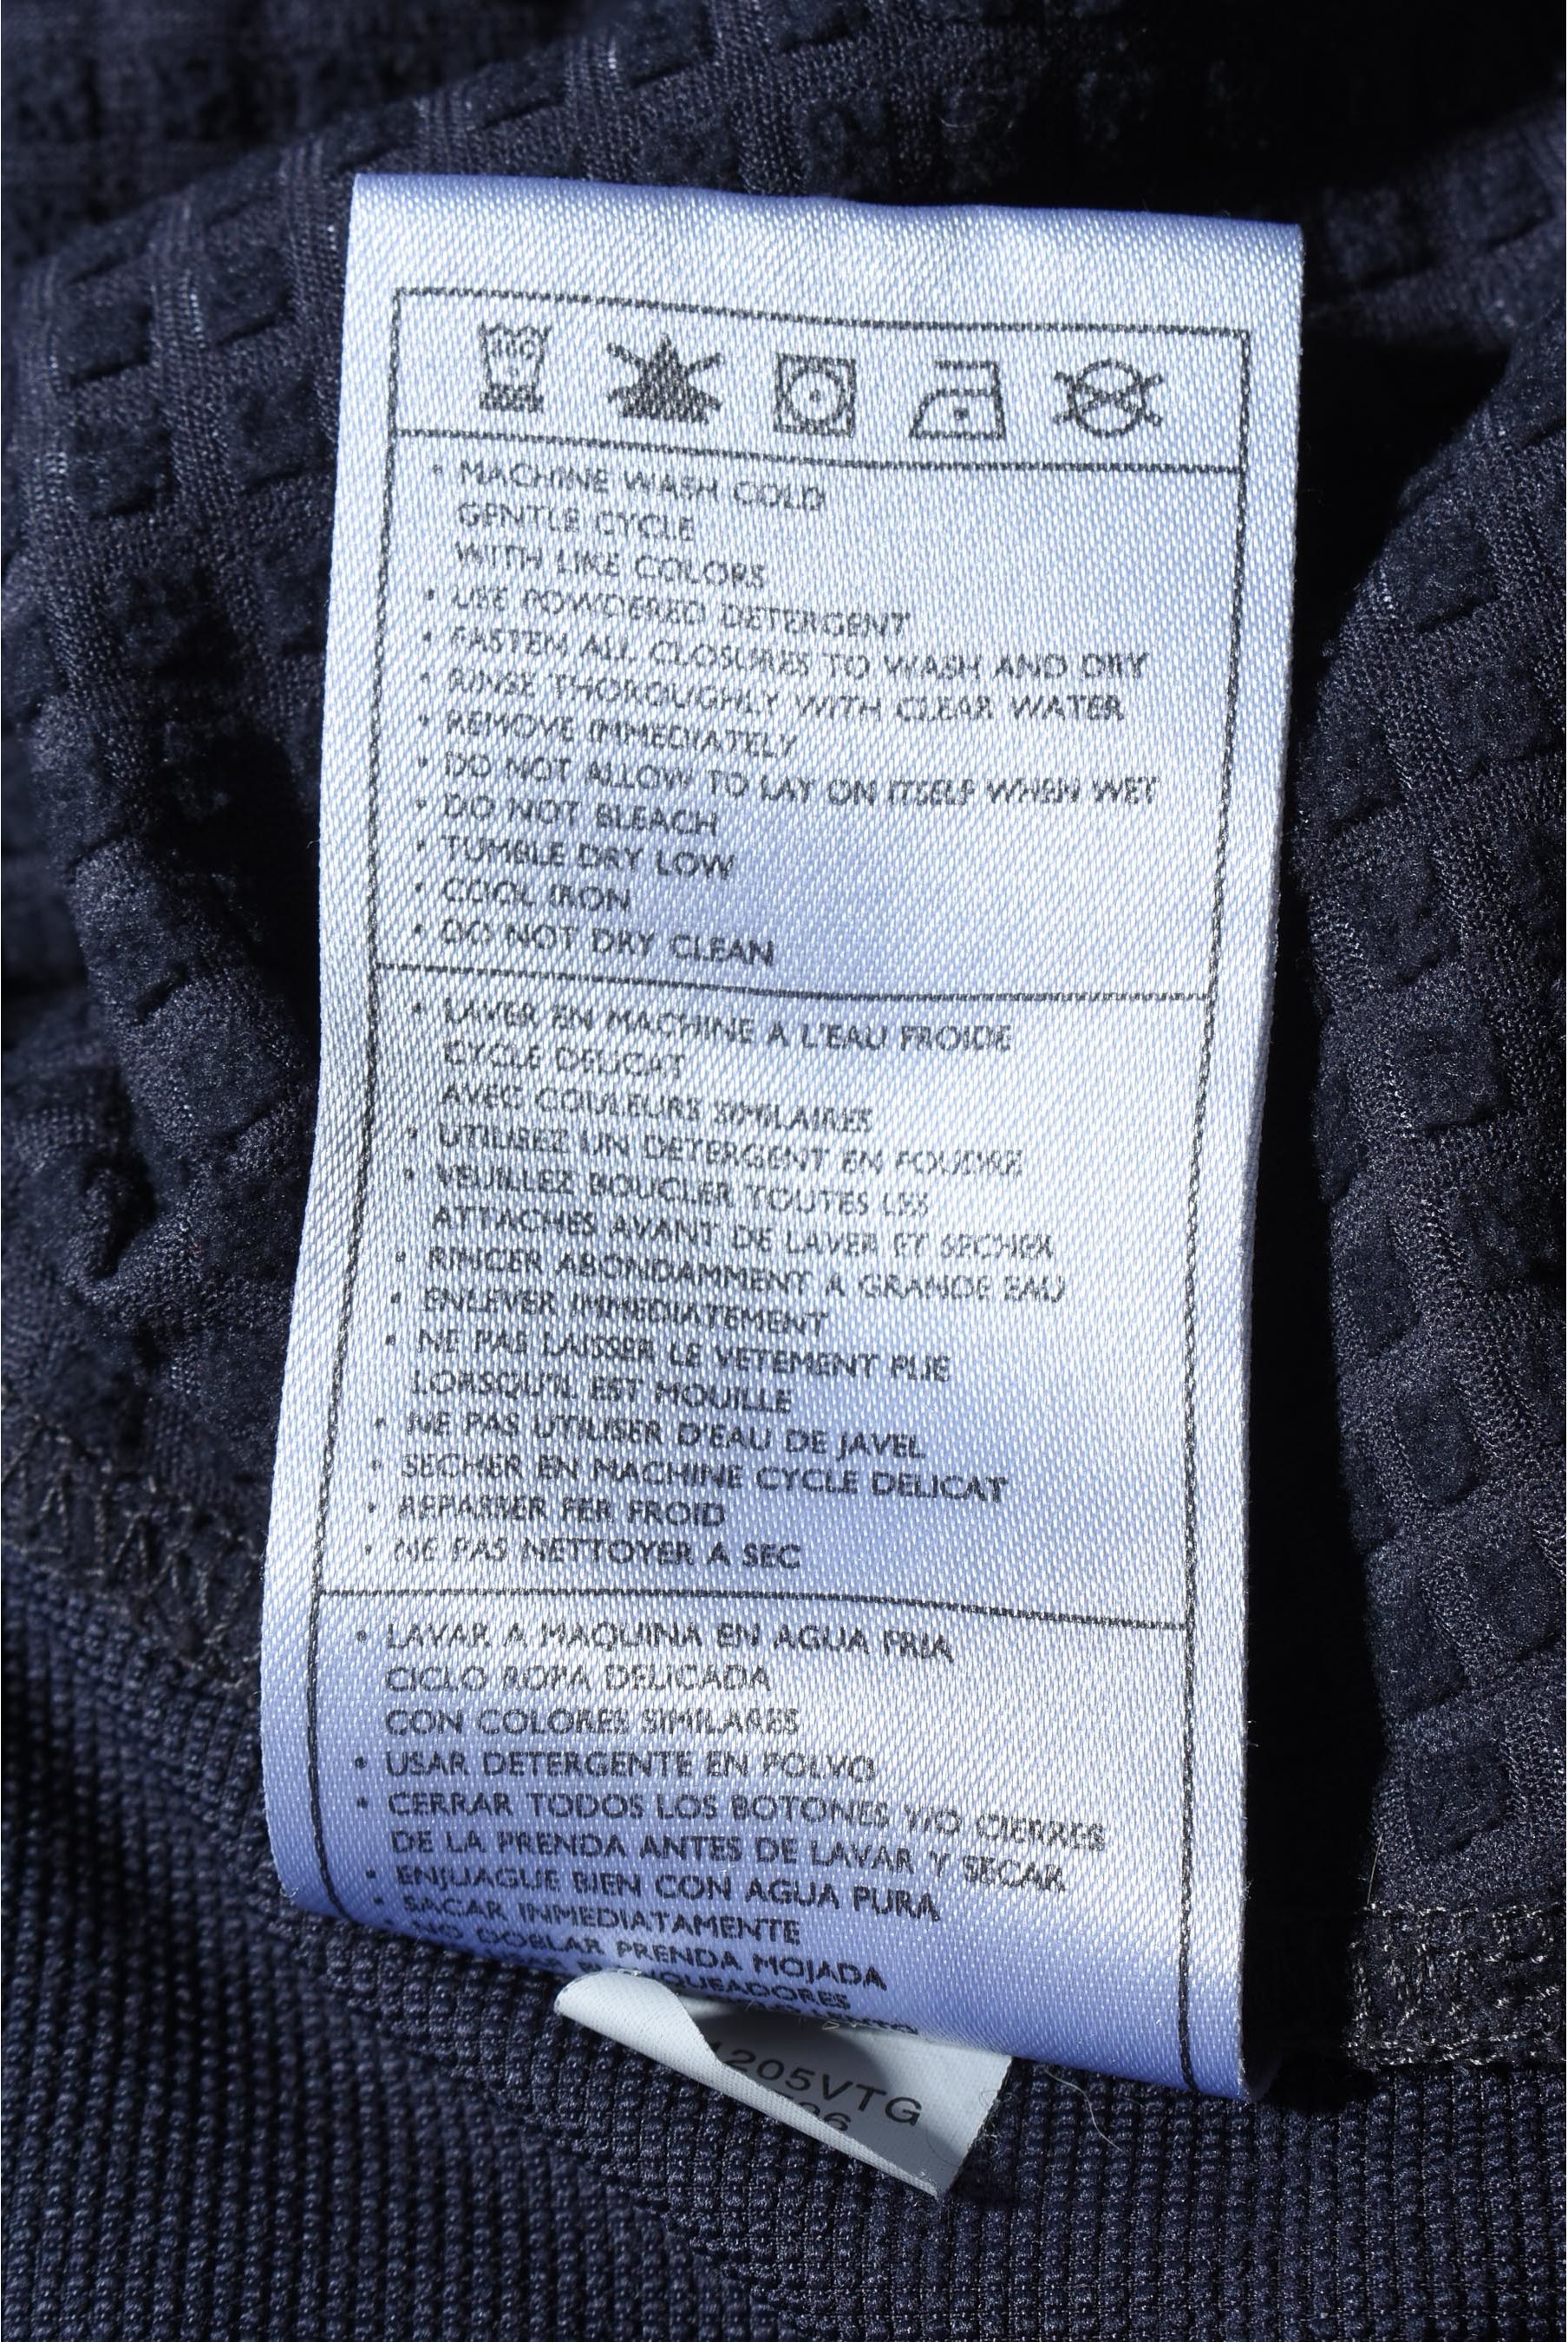 30C
• MACHINE WASH COLD
GENTLE CYCLE
WITH LIKE COLORS
• USE POWDERED DETERGENT
• FASTEN ALL CLOSURES TO WASH AND DRY
• RINSE THOROUGHLY WITH CLEAR WATER
• REMOVE IMMEDIATELY
• DO NOT ALLOW TO LAY ON ITSELF WHEN WET
• DO NOT BLEACH
• TUMBLE DRY LOW
• COOL IRON
• DO NOT DRY CLEAN
• LAVER EN MACHINE A L'EAU FROIDE
CYCLE DELICAT
AVEC COULEURS SIMILAIRES
• UTILISEZ UN DETERGENT EN POUDRE
• VEUILLEZ BOUCLER TOUTES LES
ATTACHES AVANT DE LAVER ET SECHER
• RINCER ABONDAMMENT A GRANDE EAU
• ENLEVER IMMEDIATEMENT
• NE PAS LAISSER LE VETEMENT PLIE
LORSQU'IL EST MOUILLE
• NE PAS UTILISER D'EAU DE JAVEL
• SECHER EN MACHINE CYCLE DELICAT
• REPASSER FER FROID
• NE PAS NETTOYER A SEC
• LAVAR A MAQUINA EN AGUA FRIA
CICLO ROPA DELICADA
CON COLORES SIMILARES
• USAR DETERGENTE EN POLVO
• CERRAR TODOS LOS BOTONES Y/O CIERRES
DE LA PRENDA ANTES DE LAVAR Y SECAR
• ENJUAGUE BIEN CON AGUA PURA
• SACAR INMEDIATAMENTE
• NO DOBLAR PRENDA MOJADA
BLANQUEADORES
1205VTG